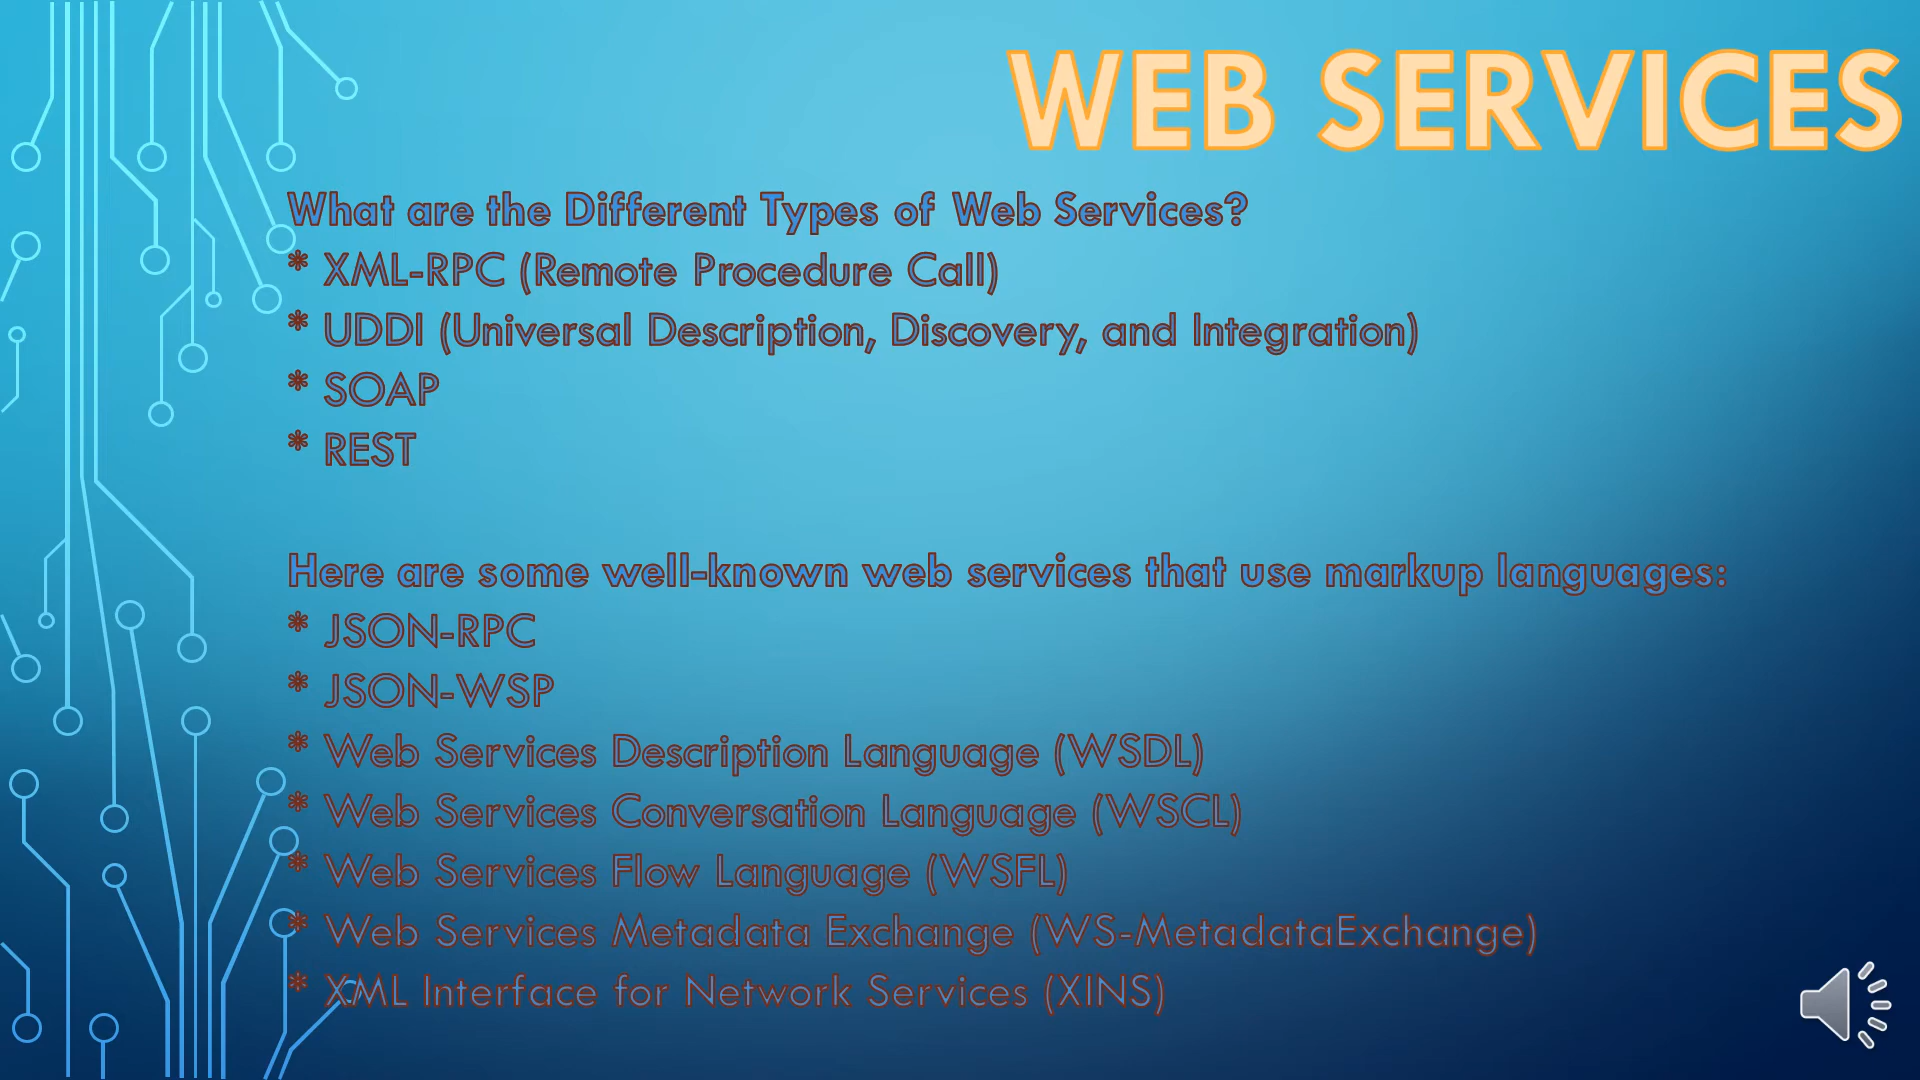 WEB SERVICES
What are the Different Types of Web Services?
* XML-RPC (Remote Procedure Call)
* UDDI (Universal Description, Discovery, and Integration)
* SOAP
* REST
Here are some well-known web services that use markup languages:
* JSON-RPC
* JSON-WSP
* Web Services Description Language (WSDL)
* Web Services Conversation Language (WSCL)
* Web Services Flow Language (WSFL)
* Web Services Metadata Exchange (WS-MetadataExchange)
* XML Interface for Network Services (XINS)